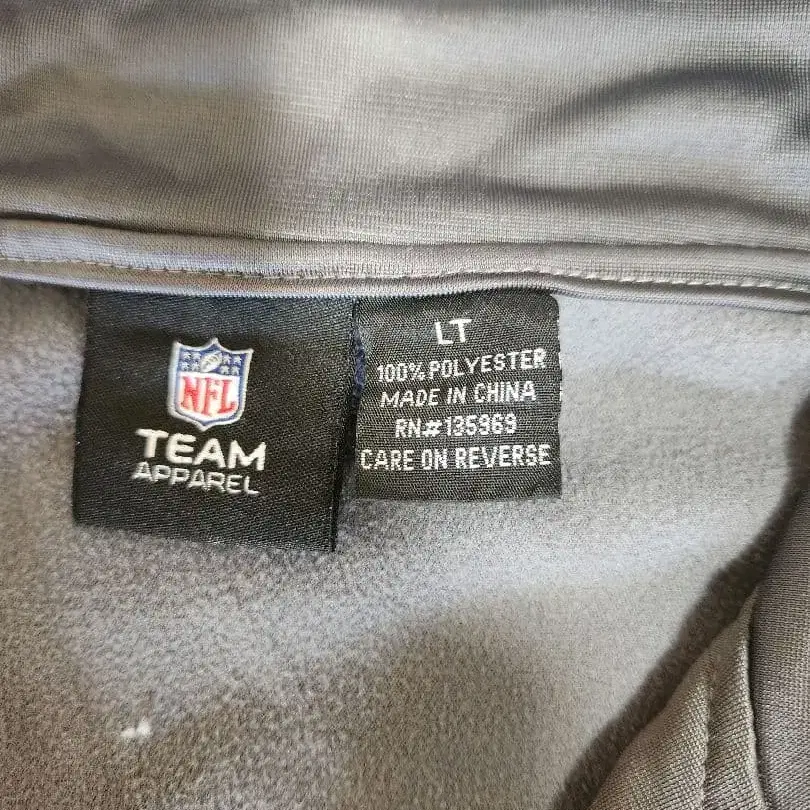 NFL
TEAM
APPAREL
LT
100% POLYESTER
MADE IN CHINA
RN#135969
CARE ON REVERSE